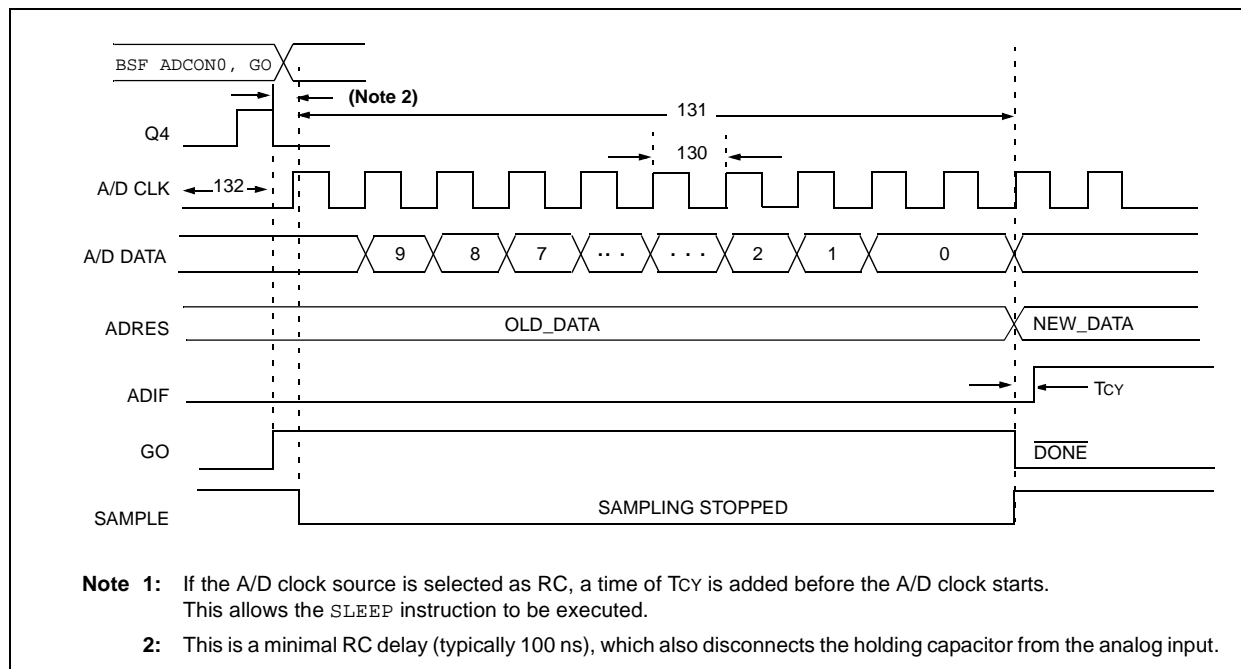 BSF ADCON0, GO
(Note 2)
131
Q4
130
A/D CLK
132
A/D DATA
9 8 7 . . . . . . 2 1 0
ADRES
OLD_DATA
NEW_DATA
ADIF
TCY
GO
DONE
SAMPLE
SAMPLING STOPPED
Note 1: If the A/D clock source is selected as RC, a time of TCY is added before the A/D clock starts.
This allows the SLEEP instruction to be executed.
2: This is a minimal RC delay (typically 100 ns), which also disconnects the holding capacitor from the analog input.